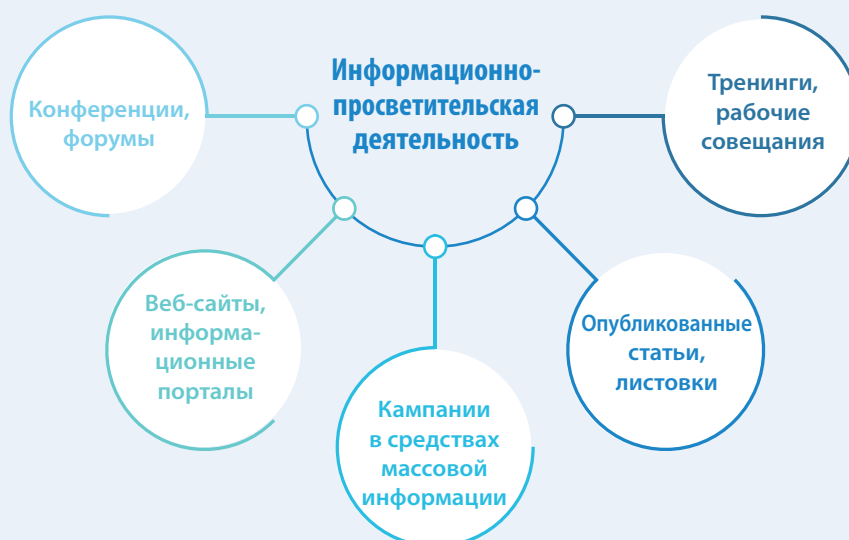 Информационно-
просветительская
деятельность
Конференции,
форумы
Веб-сайты,
информа-
ционные
порталы
Кампании
в средствах
массовой
информации
Опубликованные
статьи,
листовки
Тренинги,
рабочие
совещания